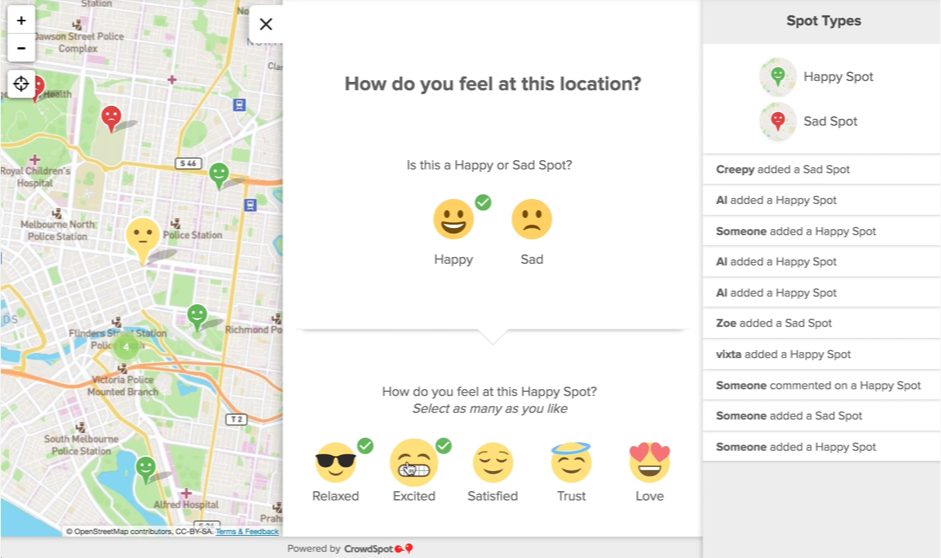 +
−
Station
Dawson Street Police
Complex
Health
Royal Children's
Hospital
S 46
Melbourne North
Police Station
Police Station
Flinders Street Station
4
Richmond Po
Victoria Police
Mounted Branch
T 2
South Melbourne
Police Station
Alfred Hospital
Prah
© OpenStreetMap contributors, CC-BY-SA. Terms & Feedback
How do you feel at this location?
Is this a Happy or Sad Spot?
Happy
Sad
How do you feel at this Happy Spot?
Select as many as you like
Relaxed
Excited
Satisfied
Trust
Love
Powered by CrowdSpot
Spot Types
Happy Spot
Sad Spot
Creepy added a Sad Spot
Al added a Happy Spot
Someone added a Happy Spot
Al added a Happy Spot
Al added a Happy Spot
Zoe added a Sad Spot
vixta added a Happy Spot
Someone commented on a Happy Spot
Someone added a Sad Spot
Someone added a Happy Spot